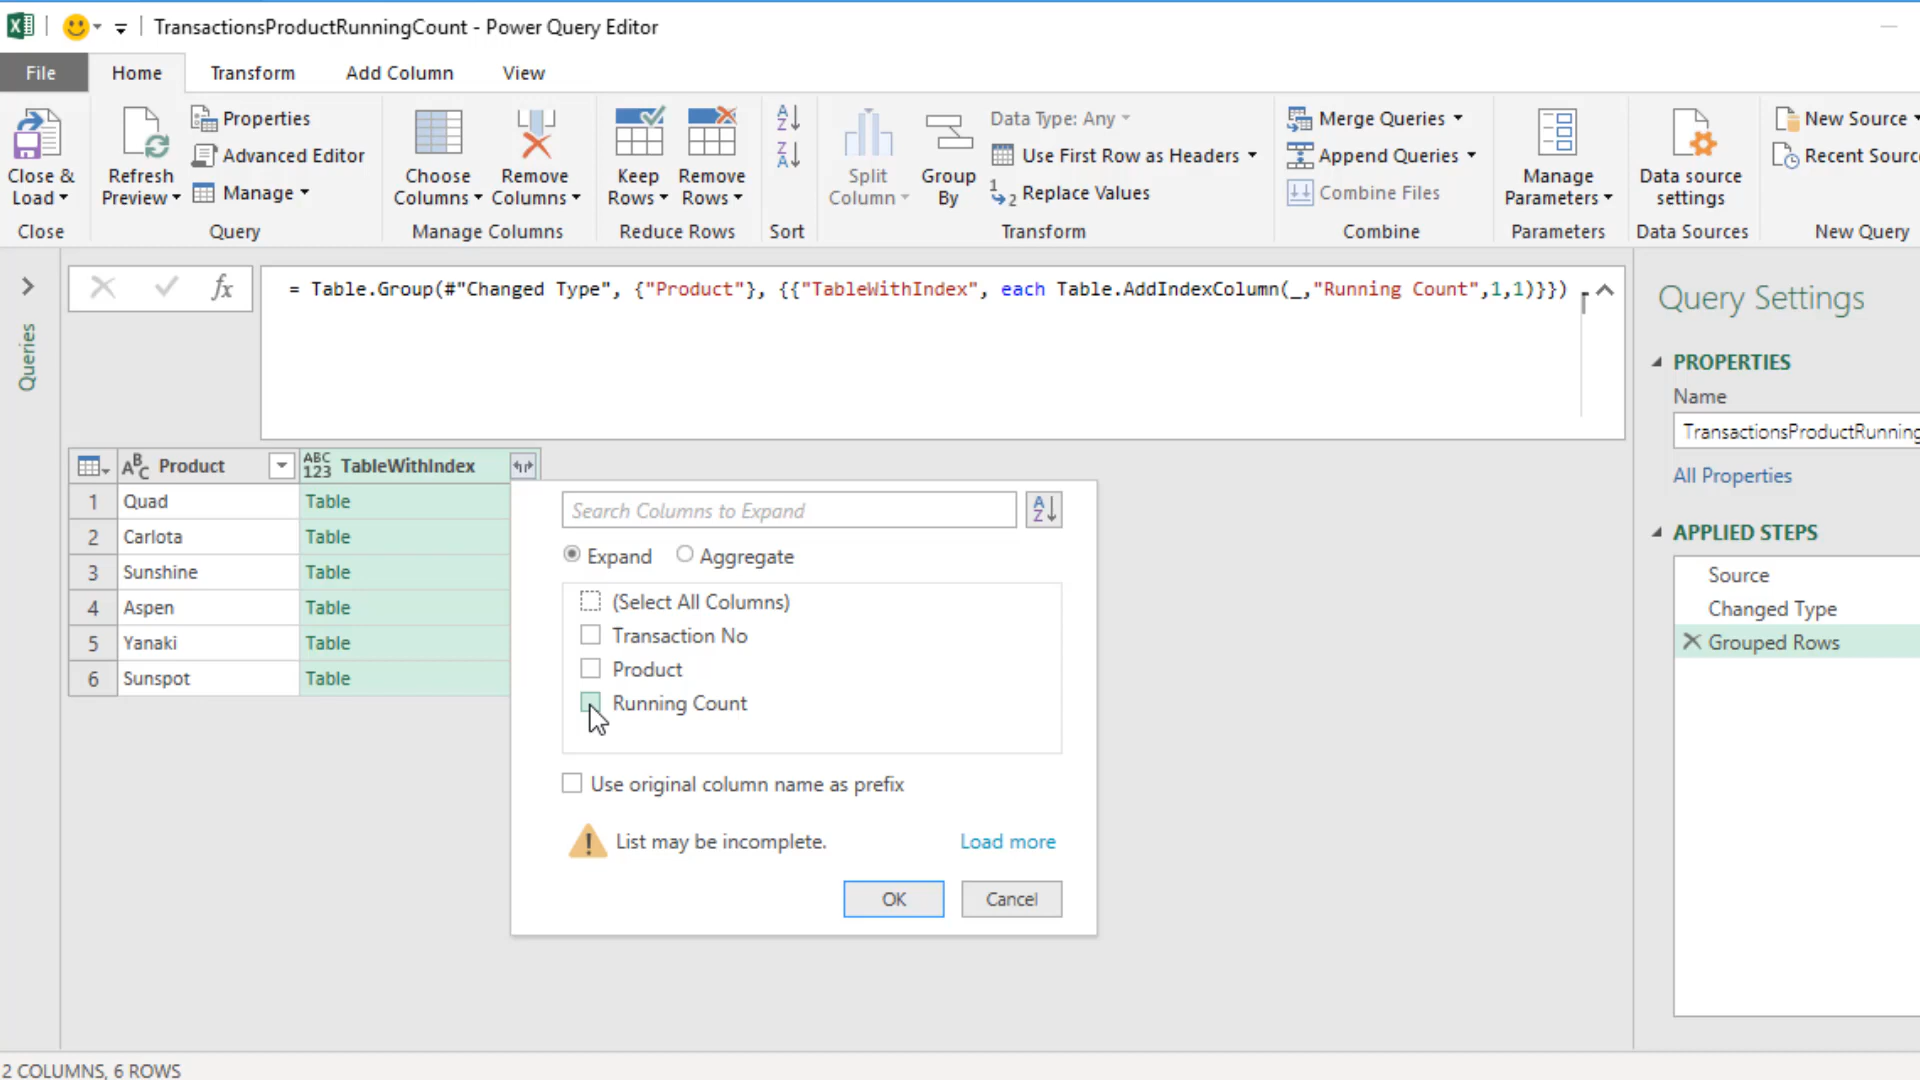 TransactionsProductRunningCount - Power Query Editor
File Home Transform Add Column View
Close & Load
Close
Refresh Preview
Properties
Advanced Editor
Manage
Query
Choose Columns
Remove Columns
Manage Columns
Keep Rows
Remove Rows
Reduce Rows
Sort
Split Column
Group By
Data Type: Any
Use First Row as Headers
Replace Values
Transform
Merge Queries
Append Queries
Combine Files
Combine
Manage Parameters
Parameters
Data source settings
Data Sources
New Source
Recent Sourc
New Query
Queries
fx = Table.Group(#"Changed Type", {"Product"}, {{"TableWithIndex", each Table.AddIndexColumn(_,"Running Count",1,1)}})
ABC Product ABC 123 TableWithIndex
1 Quad Table
2 Carlota Table
3 Sunshine Table
4 Aspen Table
5 Yanaki Table
6 Sunspot Table
Search Columns to Expand
Expand Aggregate
(Select All Columns)
Transaction No
Product
Running Count
Use original column name as prefix
List may be incomplete. Load more
OK Cancel
Query Settings
PROPERTIES
Name
TransactionsProductRunning
All Properties
APPLIED STEPS
Source
Changed Type
Grouped Rows
2 COLUMNS, 6 ROWS